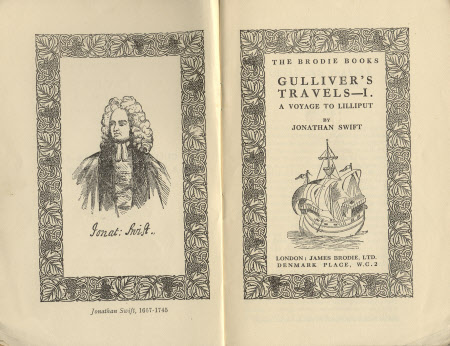 Jonat: Swift..
Jonathan Swift, 1667-1745
THE BRODIE BOOKS
GULLIVER'S
TRAVELS—I.
A VOYAGE TO LILLIPUT
BY
JONATHAN SWIFT
LONDON: JAMES BRODIE, LTD.
DENMARK PLACE, W.C.2